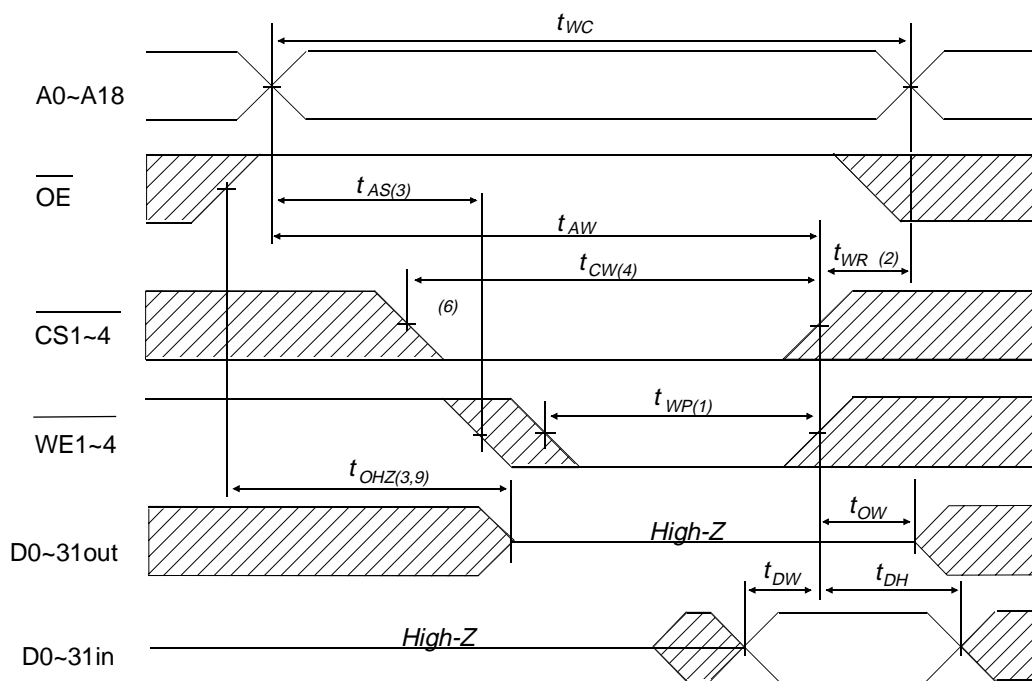 tWC
A0~A18
OE
tAS(3)
tAW
tWR (2)
tCW(4)
(6)
CS1~4
tWP(1)
WE1~4
tOHZ(3,9)
tOW
High-Z
D0~31out
tDW
tDH
High-Z
D0~31in